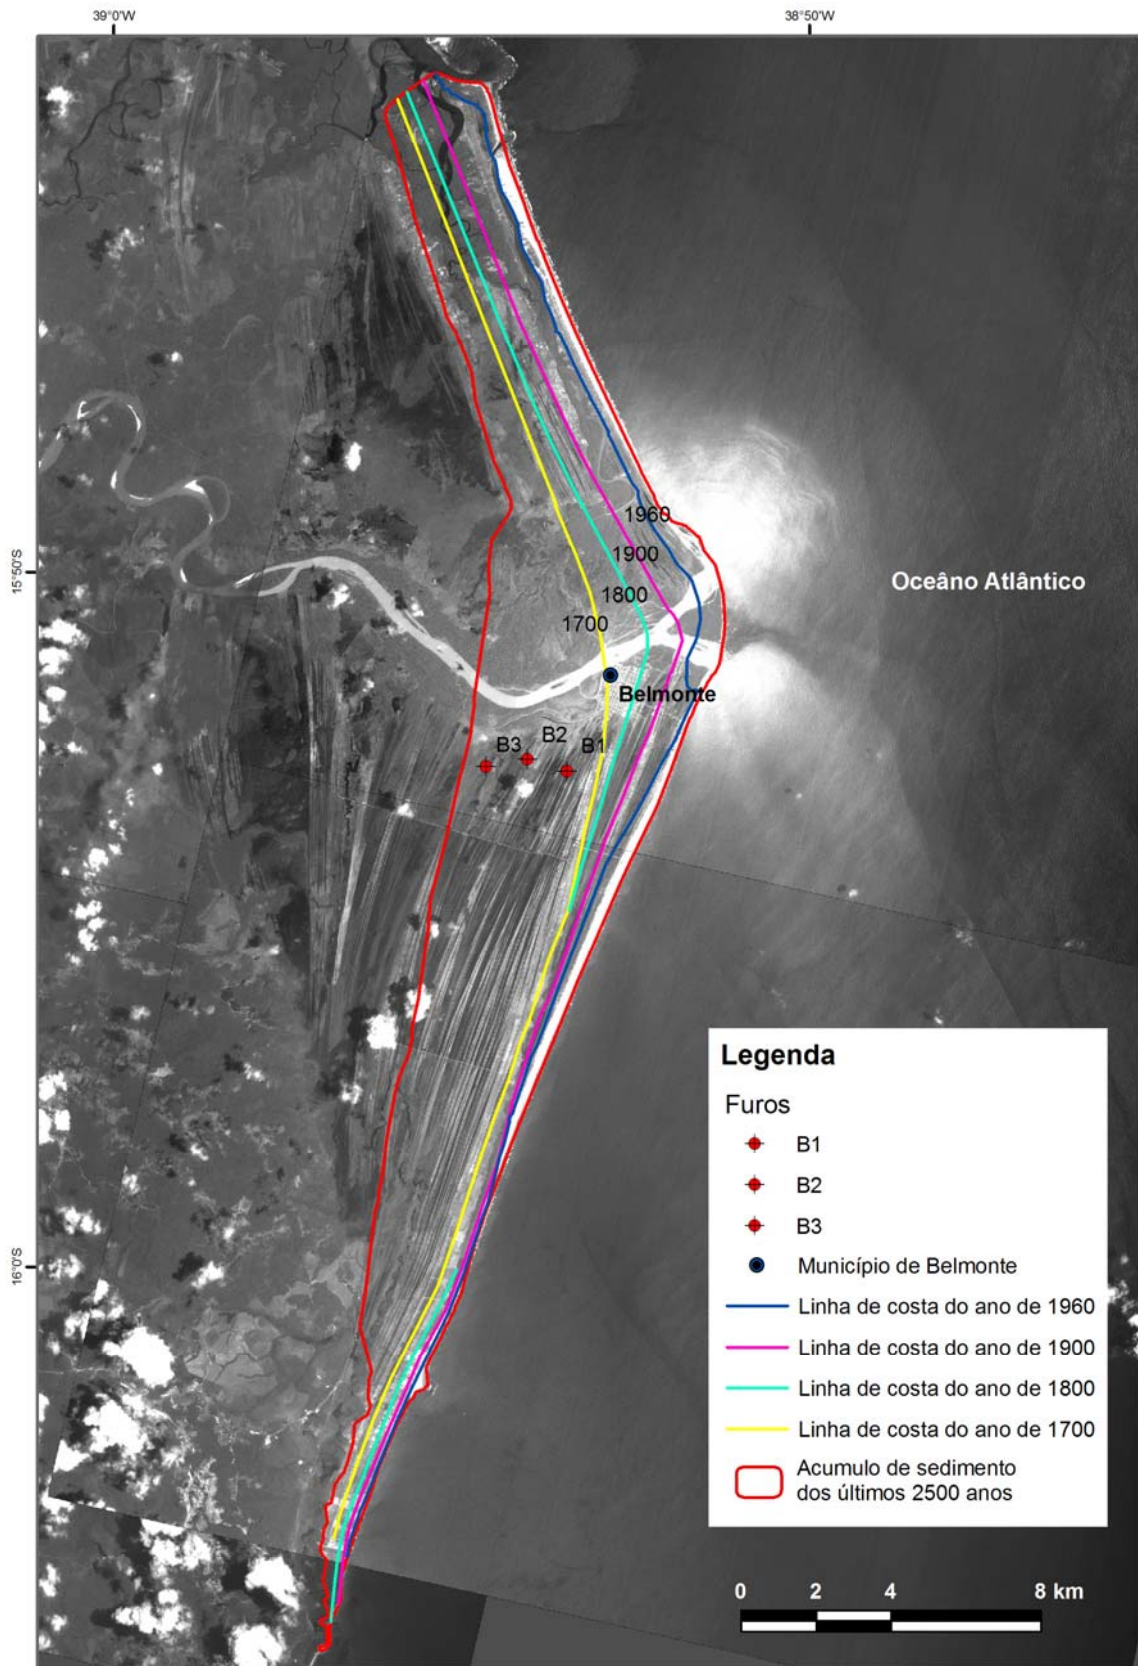 39°0'W
38°50'W
15°50'S
16°0'S
1960
1900
1800
1700
Oceâno Atlântico
Belmonte
B3
B2
B1
Legenda
Furos
B1
B2
B3
Município de Belmonte
Linha de costa do ano de 1960
Linha de costa do ano de 1900
Linha de costa do ano de 1800
Linha de costa do ano de 1700
Acumulo de sedimento
dos últimos 2500 anos
0 2 4 8 km